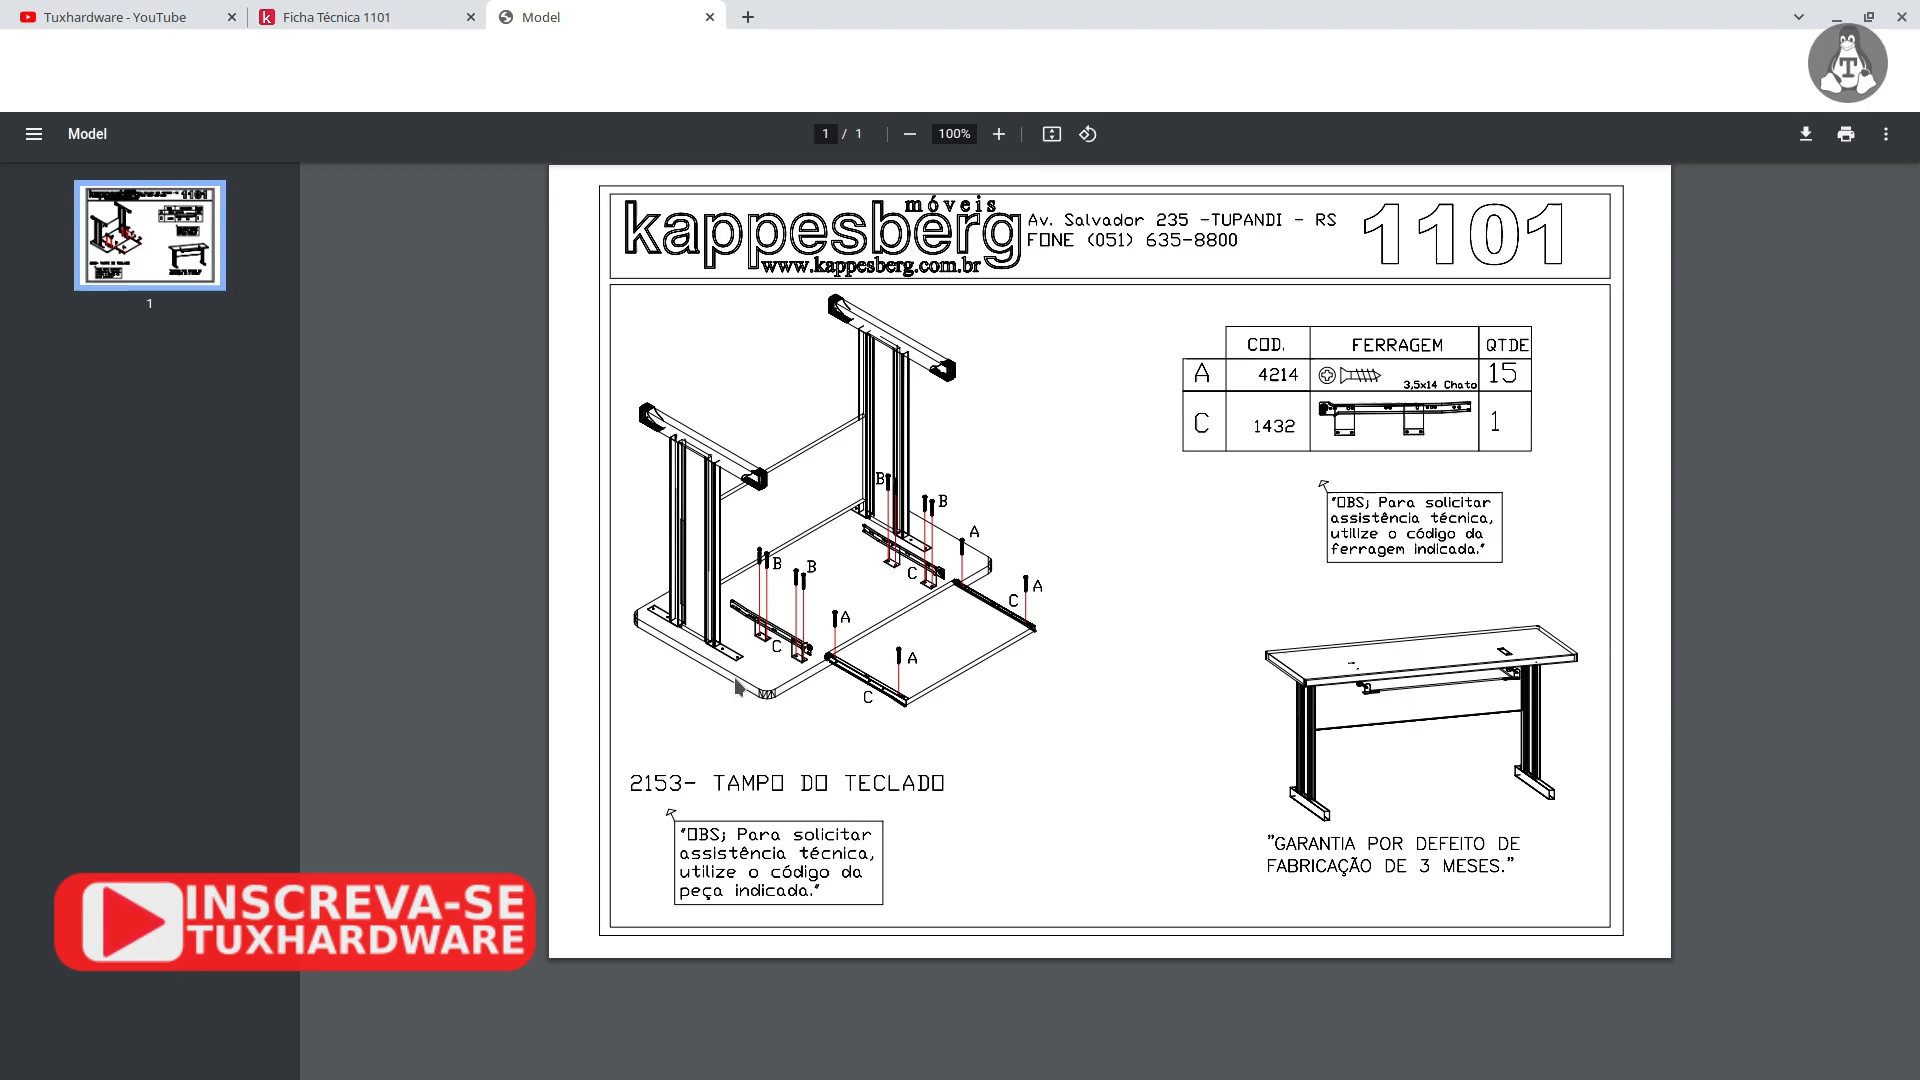 Tuxhardware - YouTube
Ficha Técnica 1101
Model
T
Model
1 / 1
100%
1
móveis
kappesberg
www.kappesberg.com.br
Av. Salvador 235 -TUPANDI - RS
FONE (051) 635-8800
1101
COD. FERRAGEM QTDE
A 4214 3,5x14 Chato 15
C 1432 1
"OBS; Para solicitar
assistência técnica,
utilize o código da
ferragem indicada."
B
B
A
C
A
C
B
B
A
C
A
C
2153- TAMPO DO TECLADO
"OBS; Para solicitar
assistência técnica,
utilize o código da
peça indicada."
"GARANTIA POR DEFEITO DE
FABRICAÇÃO DE 3 MESES."
INSCREVA-SE
TUXHARDWARE